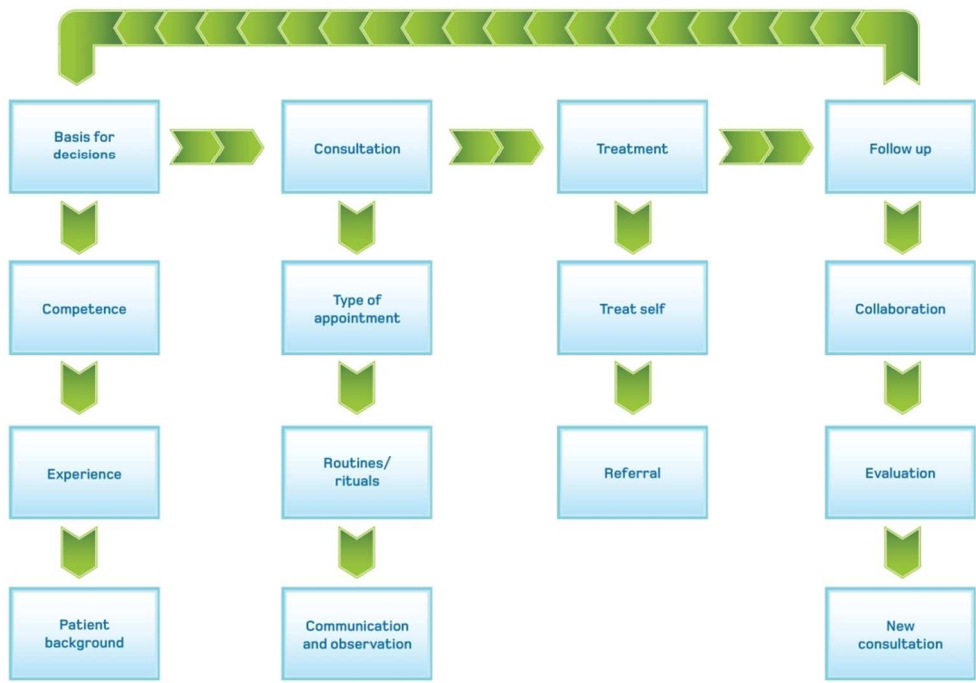 Basis for
decisions
Consultation
Treatment
Follow up
Competence
Type of
appointment
Treat self
Collaboration
Experience
Routines/
rituals
Referral
Evaluation
Patient
background
Communication
and observation
New
consultation